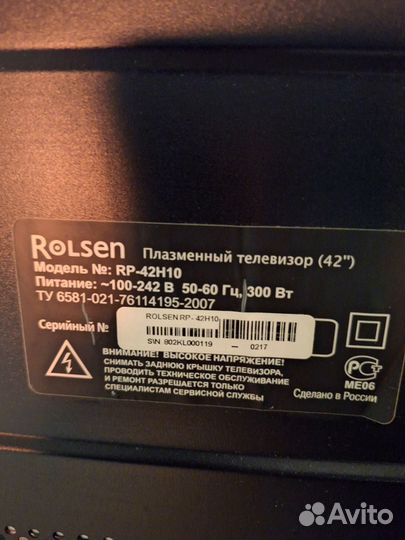 ROLSEN Плазменный телевизор (42")
Модель №: RP-42H10
Питание: ~100-242 В 50-60 Гц, 300 Вт
ТУ 6581-021-76114195-2007
ROLSEN RP- 42H10
Серийный №
S\N 802KL000119 — 0217
ВНИМАНИЕ! ВЫСОКОЕ НАПРЯЖЕНИЕ!
СНИМАТЬ ЗАДНЮЮ КРЫШКУ ТЕЛЕВИЗОРА,
ПРОВОДИТЬ ТЕХНИЧЕСКОЕ ОБСЛУЖИВАНИЕ
И РЕМОНТ РАЗРЕШАЕТСЯ ТОЛЬКО
СПЕЦИАЛИСТАМ СЕРВИСНОЙ СЛУЖБЫ
МЕ06
Сделано в России
Avito